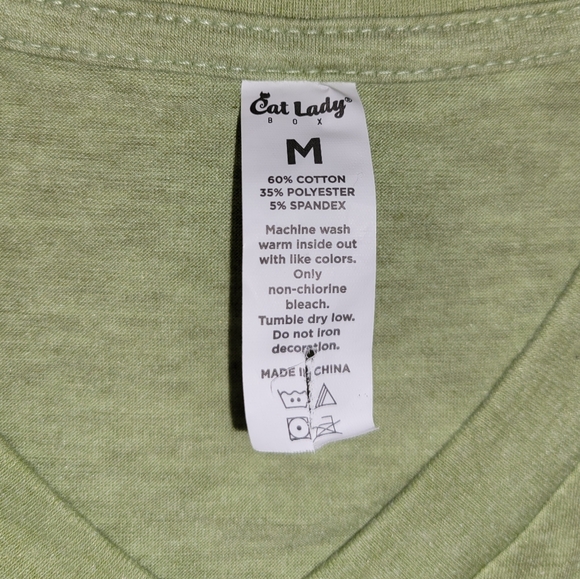 Cat Lady®
BOX
M
60% COTTON
35% POLYESTER
5% SPANDEX
Machine wash
warm inside out
with like colors.
Only
non-chlorine
bleach.
Tumble dry low.
Do not iron
decoration.
MADE IN CHINA